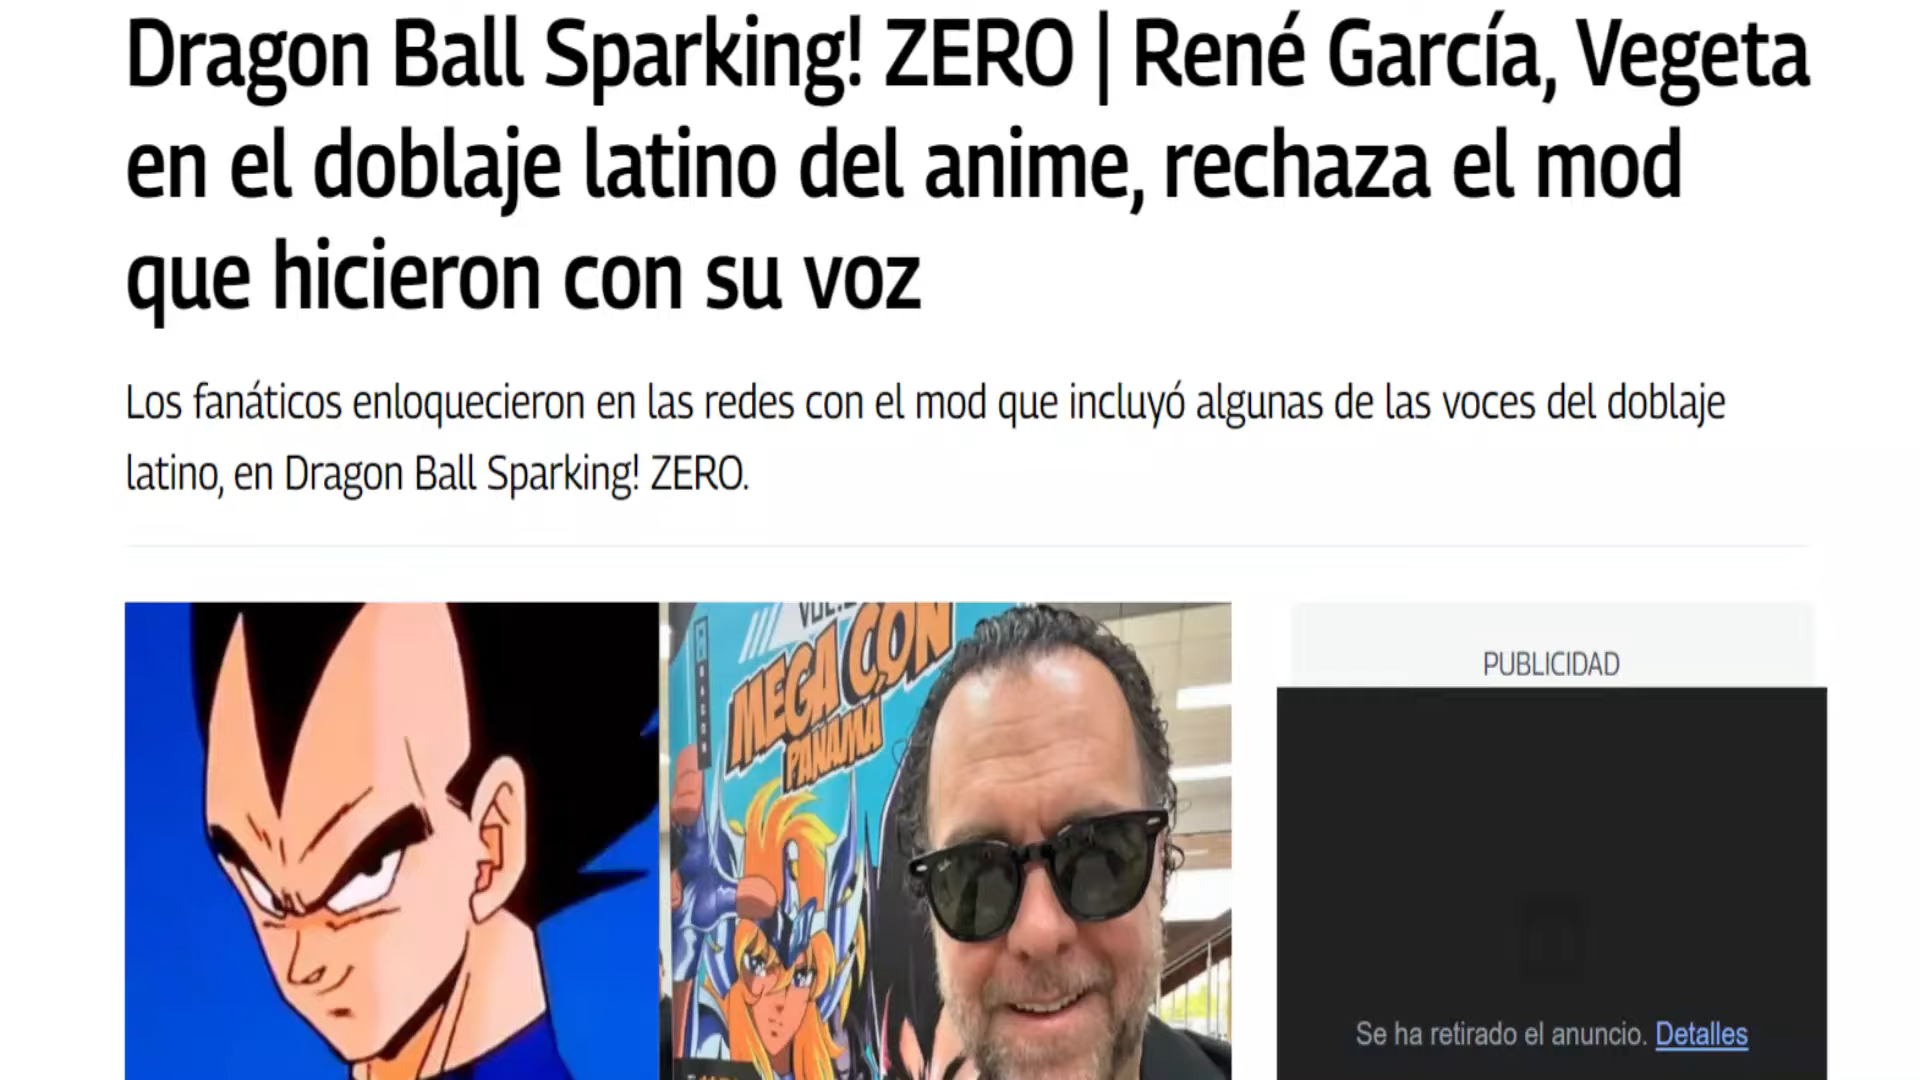 Dragon Ball Sparking! ZERO | René García, Vegeta
en el doblaje latino del anime, rechaza el mod
que hicieron con su voz
Los fanáticos enloquecieron en las redes con el mod que incluyó algunas de las voces del doblaje
latino, en Dragon Ball Sparking! ZERO.
MEGA CON
PANAMÁ
PUBLICIDAD
Se ha retirado el anuncio. Detalles